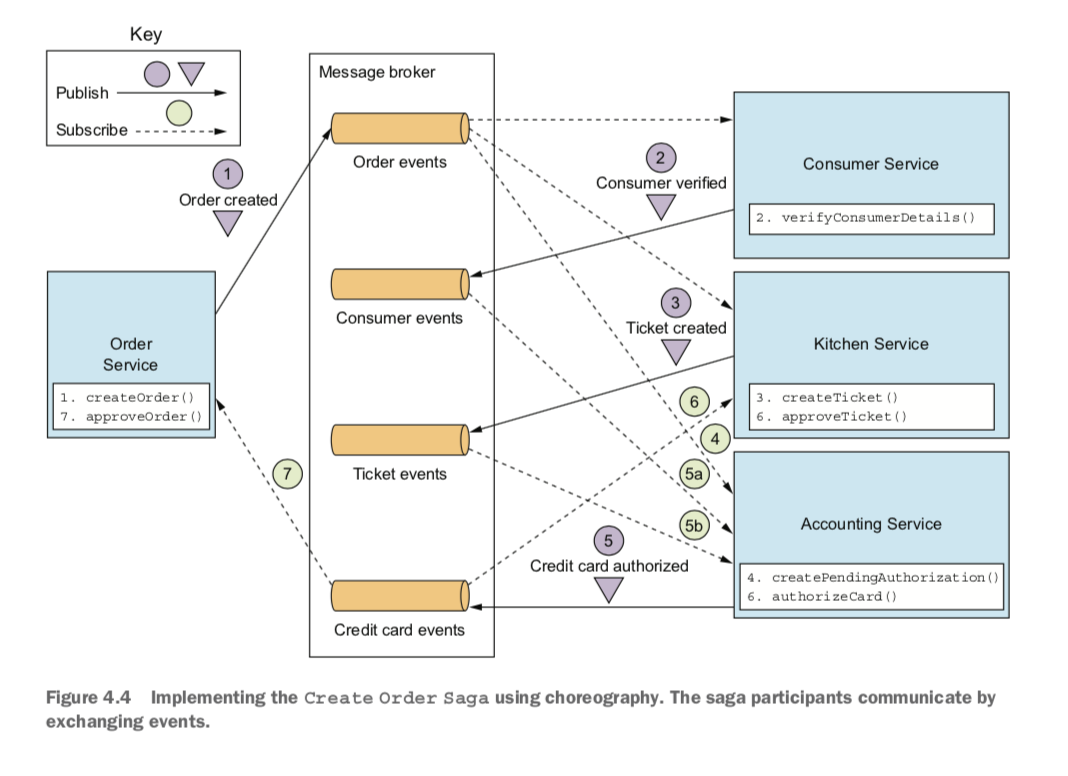 Key
Publish
Subscribe
Message broker
Order events
1
Order created
2
Consumer verified
Consumer Service
2. verifyConsumerDetails()
Consumer events
3
Ticket created
Kitchen Service
3. createTicket()
6. approveTicket()
Order
Service
1. createOrder()
7. approveOrder()
6
4
Ticket events
7
5a
5b
Accounting Service
4. createPendingAuthorization()
6. authorizeCard()
5
Credit card authorized
Credit card events
Figure 4.4 Implementing the Create Order Saga using choreography. The saga participants communicate by
exchanging events.